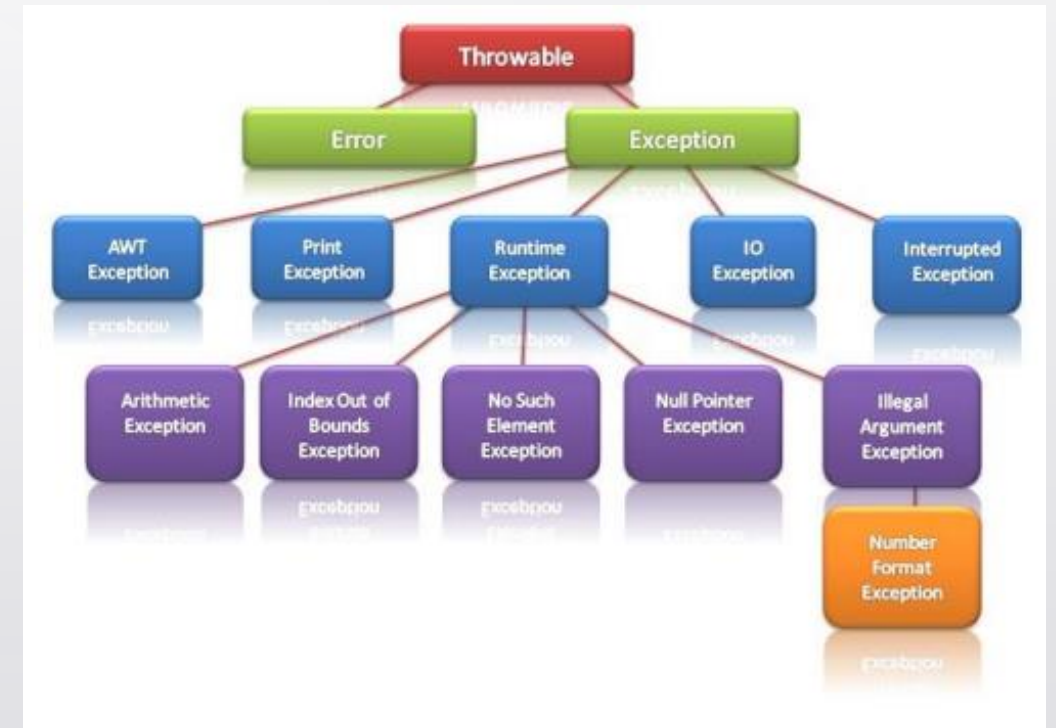 Throwable
Error
Exception
AWT
Exception
Print
Exception
Runtime
Exception
IO
Exception
Interrupted
Exception
Arithmetic
Exception
Index Out of
Bounds
Exception
No Such
Element
Exception
Null Pointer
Exception
Illegal
Argument
Exception
Number
Format
Exception